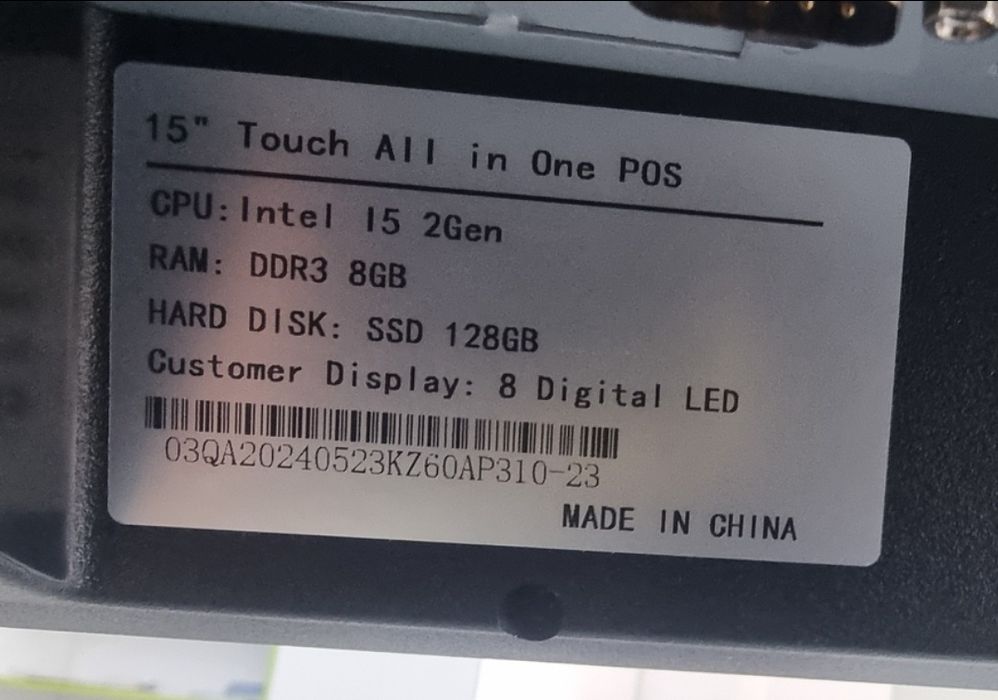 15" Touch All in One POS
CPU:Intel I5 2Gen
RAM: DDR3 8GB
HARD DISK: SSD 128GB
Customer Display: 8 Digital LED
03QA20240523KZ60AP310-23
MADE IN CHINA